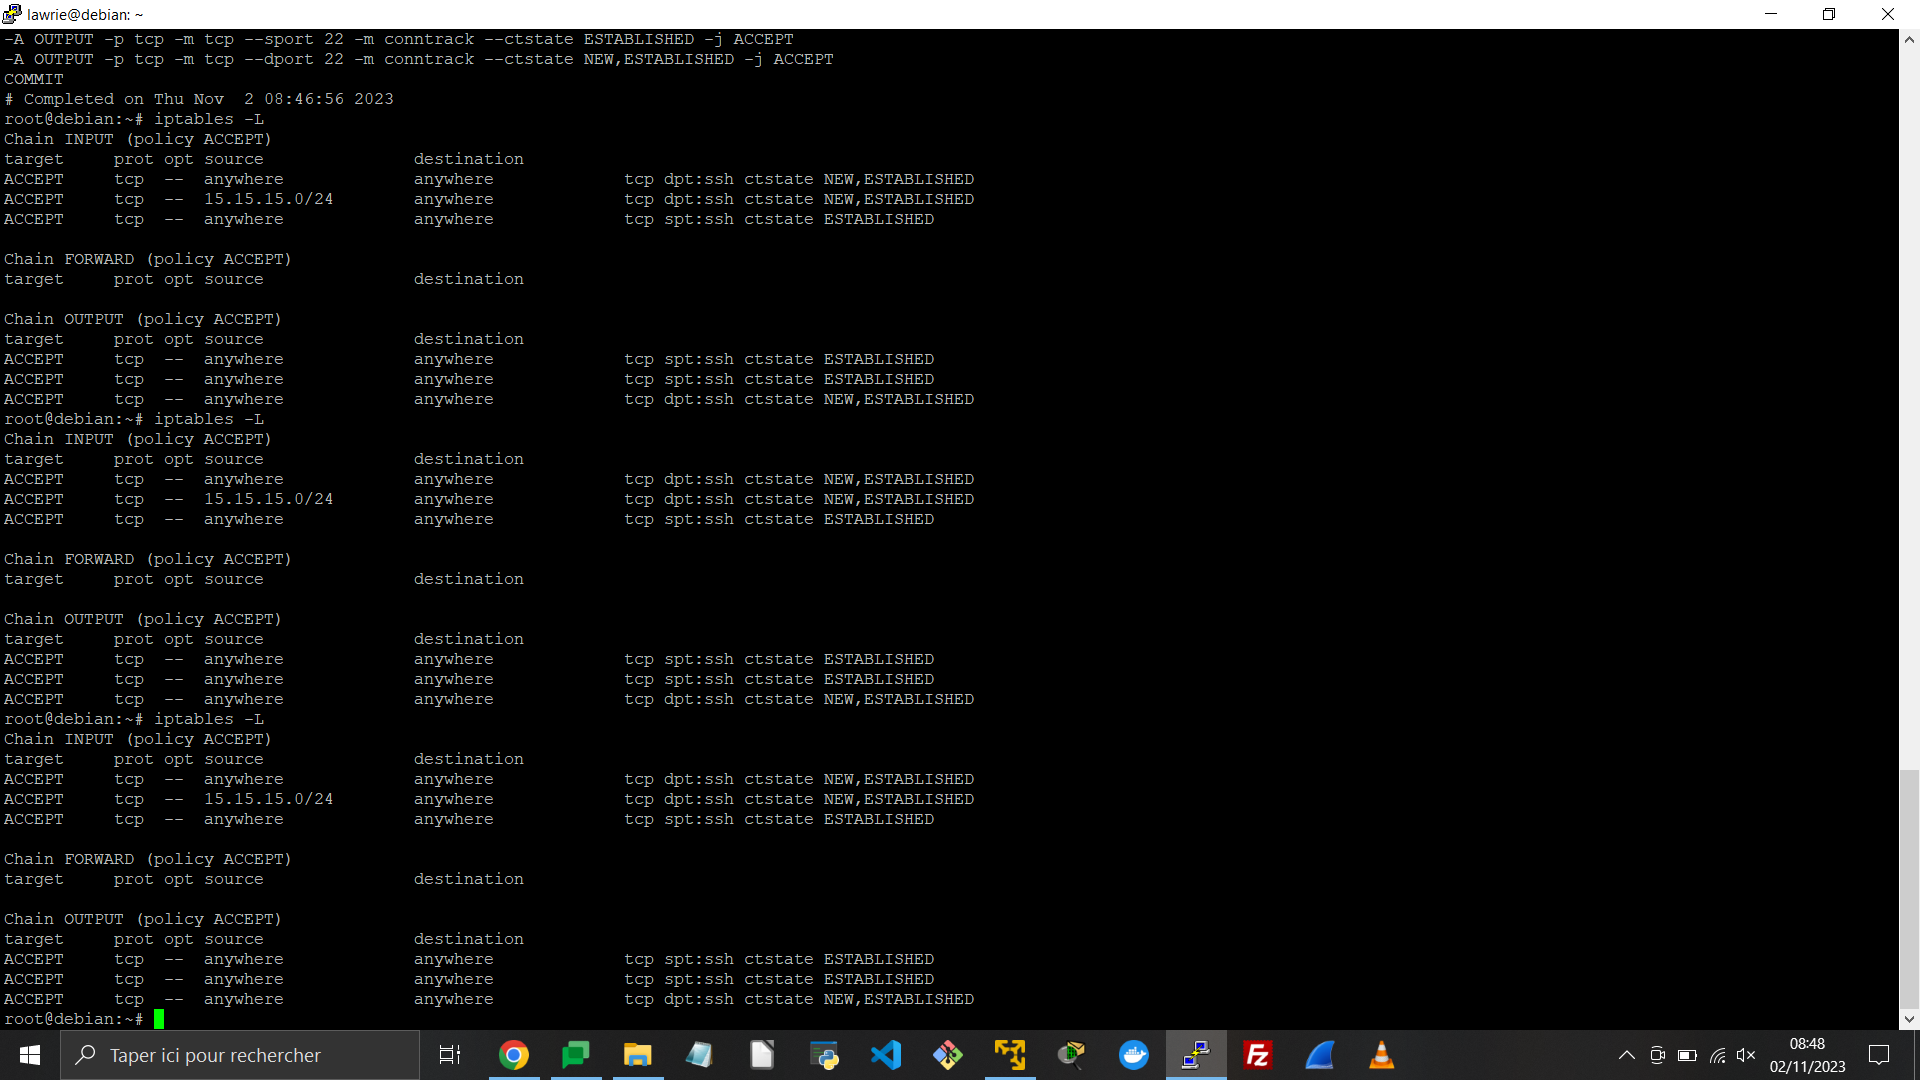 lawrie@debian: ~
-A OUTPUT -p tcp -m tcp --sport 22 -m conntrack --ctstate ESTABLISHED -j ACCEPT
-A OUTPUT -p tcp -m tcp --dport 22 -m conntrack --ctstate NEW,ESTABLISHED -j ACCEPT
COMMIT
# Completed on Thu Nov  2 08:46:56 2023
root@debian:~# iptables -L
Chain INPUT (policy ACCEPT)
target     prot opt source               destination
ACCEPT     tcp  --  anywhere             anywhere             tcp dpt:ssh ctstate NEW,ESTABLISHED
ACCEPT     tcp  --  15.15.15.0/24        anywhere             tcp dpt:ssh ctstate NEW,ESTABLISHED
ACCEPT     tcp  --  anywhere             anywhere             tcp spt:ssh ctstate ESTABLISHED
Chain FORWARD (policy ACCEPT)
target     prot opt source               destination
Chain OUTPUT (policy ACCEPT)
target     prot opt source               destination
ACCEPT     tcp  --  anywhere             anywhere             tcp spt:ssh ctstate ESTABLISHED
ACCEPT     tcp  --  anywhere             anywhere             tcp spt:ssh ctstate ESTABLISHED
ACCEPT     tcp  --  anywhere             anywhere             tcp dpt:ssh ctstate NEW,ESTABLISHED
root@debian:~# iptables -L
Chain INPUT (policy ACCEPT)
target     prot opt source               destination
ACCEPT     tcp  --  anywhere             anywhere             tcp dpt:ssh ctstate NEW,ESTABLISHED
ACCEPT     tcp  --  15.15.15.0/24        anywhere             tcp dpt:ssh ctstate NEW,ESTABLISHED
ACCEPT     tcp  --  anywhere             anywhere             tcp spt:ssh ctstate ESTABLISHED
Chain FORWARD (policy ACCEPT)
target     prot opt source               destination
Chain OUTPUT (policy ACCEPT)
target     prot opt source               destination
ACCEPT     tcp  --  anywhere             anywhere             tcp spt:ssh ctstate ESTABLISHED
ACCEPT     tcp  --  anywhere             anywhere             tcp spt:ssh ctstate ESTABLISHED
ACCEPT     tcp  --  anywhere             anywhere             tcp dpt:ssh ctstate NEW,ESTABLISHED
root@debian:~# iptables -L
Chain INPUT (policy ACCEPT)
target     prot opt source               destination
ACCEPT     tcp  --  anywhere             anywhere             tcp dpt:ssh ctstate NEW,ESTABLISHED
ACCEPT     tcp  --  15.15.15.0/24        anywhere             tcp dpt:ssh ctstate NEW,ESTABLISHED
ACCEPT     tcp  --  anywhere             anywhere             tcp spt:ssh ctstate ESTABLISHED
Chain FORWARD (policy ACCEPT)
target     prot opt source               destination
Chain OUTPUT (policy ACCEPT)
target     prot opt source               destination
ACCEPT     tcp  --  anywhere             anywhere             tcp spt:ssh ctstate ESTABLISHED
ACCEPT     tcp  --  anywhere             anywhere             tcp spt:ssh ctstate ESTABLISHED
ACCEPT     tcp  --  anywhere             anywhere             tcp dpt:ssh ctstate NEW,ESTABLISHED
root@debian:~#
Taper ici pour rechercher
Fz
08:48
02/11/2023